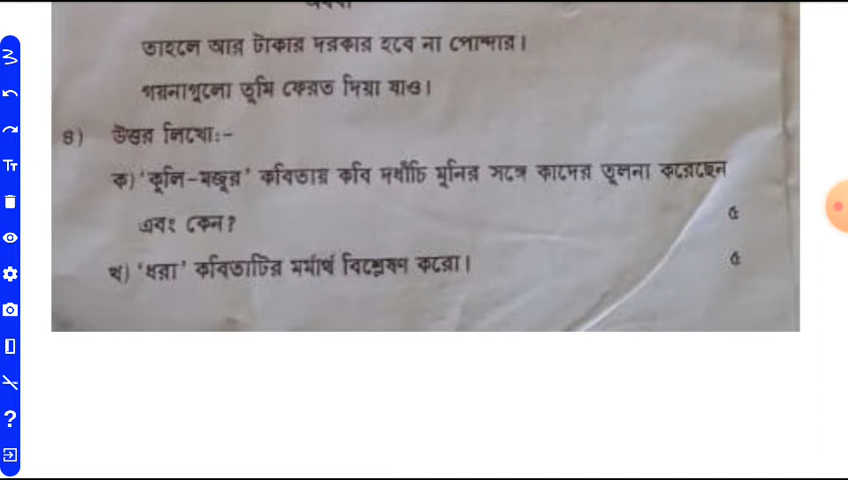 তাহলে আর টাকার দরকার হবে না পোদ্দার।
গয়নাগুলো তুমি ফেরত দিয়া যাও।
৪) উত্তর লিখো:-
ক) 'কুলি-মজুর' কবিতায় কবি দধীচি মুনির সঙ্গে কাদের তুলনা করেছেন
এবং কেন? ৫
খ) 'খরা' কবিতাটির মর্মার্থ বিশ্লেষণ করো। ৫